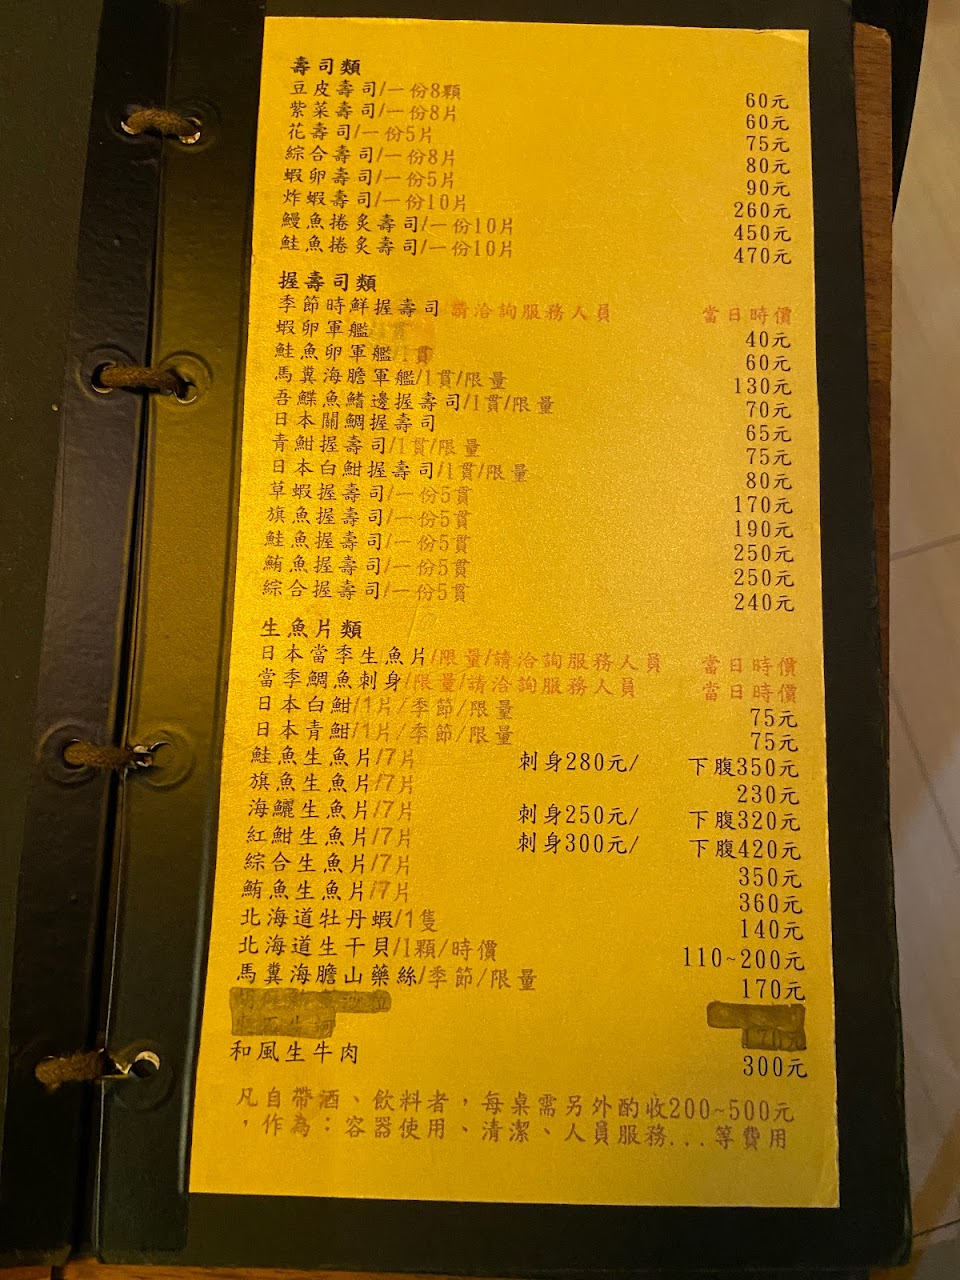 壽司類
豆皮壽司/一份8顆 60元
紫菜壽司/一份8片 60元
花壽司/一份5片 75元
綜合壽司/一份8片 80元
蝦卵壽司/一份5片 90元
炸蝦壽司/一份10片 260元
鰻魚捲炙壽司/一份10片 450元
鮭魚捲炙壽司/一份10片 470元
握壽司類
季節時鮮握壽司 請洽詢服務人員 當日時價
蝦卵軍艦 40元
鮭魚卵軍艦/1貫 60元
馬糞海膽軍艦/1貫/限量 130元
吾鰈魚鰭邊握壽司/1貫/限量 70元
日本關鯛握壽司 65元
青魽握壽司/1貫/限量 75元
日本白魽握壽司/1貫/限量 80元
草蝦握壽司/一份5貫 170元
旗魚握壽司/一份5貫 190元
鮭魚握壽司/一份5貫 250元
鮪魚握壽司/一份5貫 250元
綜合握壽司/一份5貫 240元
生魚片類
日本當季生魚片/限量/請洽詢服務人員 當日時價
當季鯛魚刺身/限量/請洽詢服務人員 當日時價
日本白魽/1片/季節/限量 75元
日本青魽/1片/季節/限量 75元
鮭魚生魚片/7片 刺身280元/ 下腹350元
旗魚生魚片/7片 230元
海鱺生魚片/7片 刺身250元/ 下腹320元
紅魽生魚片/7片 刺身300元/ 下腹420元
綜合生魚片/7片 350元
鮪魚生魚片/7片 360元
北海道牡丹蝦/1隻 140元
北海道生干貝/1顆/時價 110~200元
馬糞海膽山藥絲/季節/限量 170元
和風生牛肉 300元
凡自帶酒、飲料者，每桌需另外酌收200~500元
，作為：容器使用、清潔、人員服務...等費用